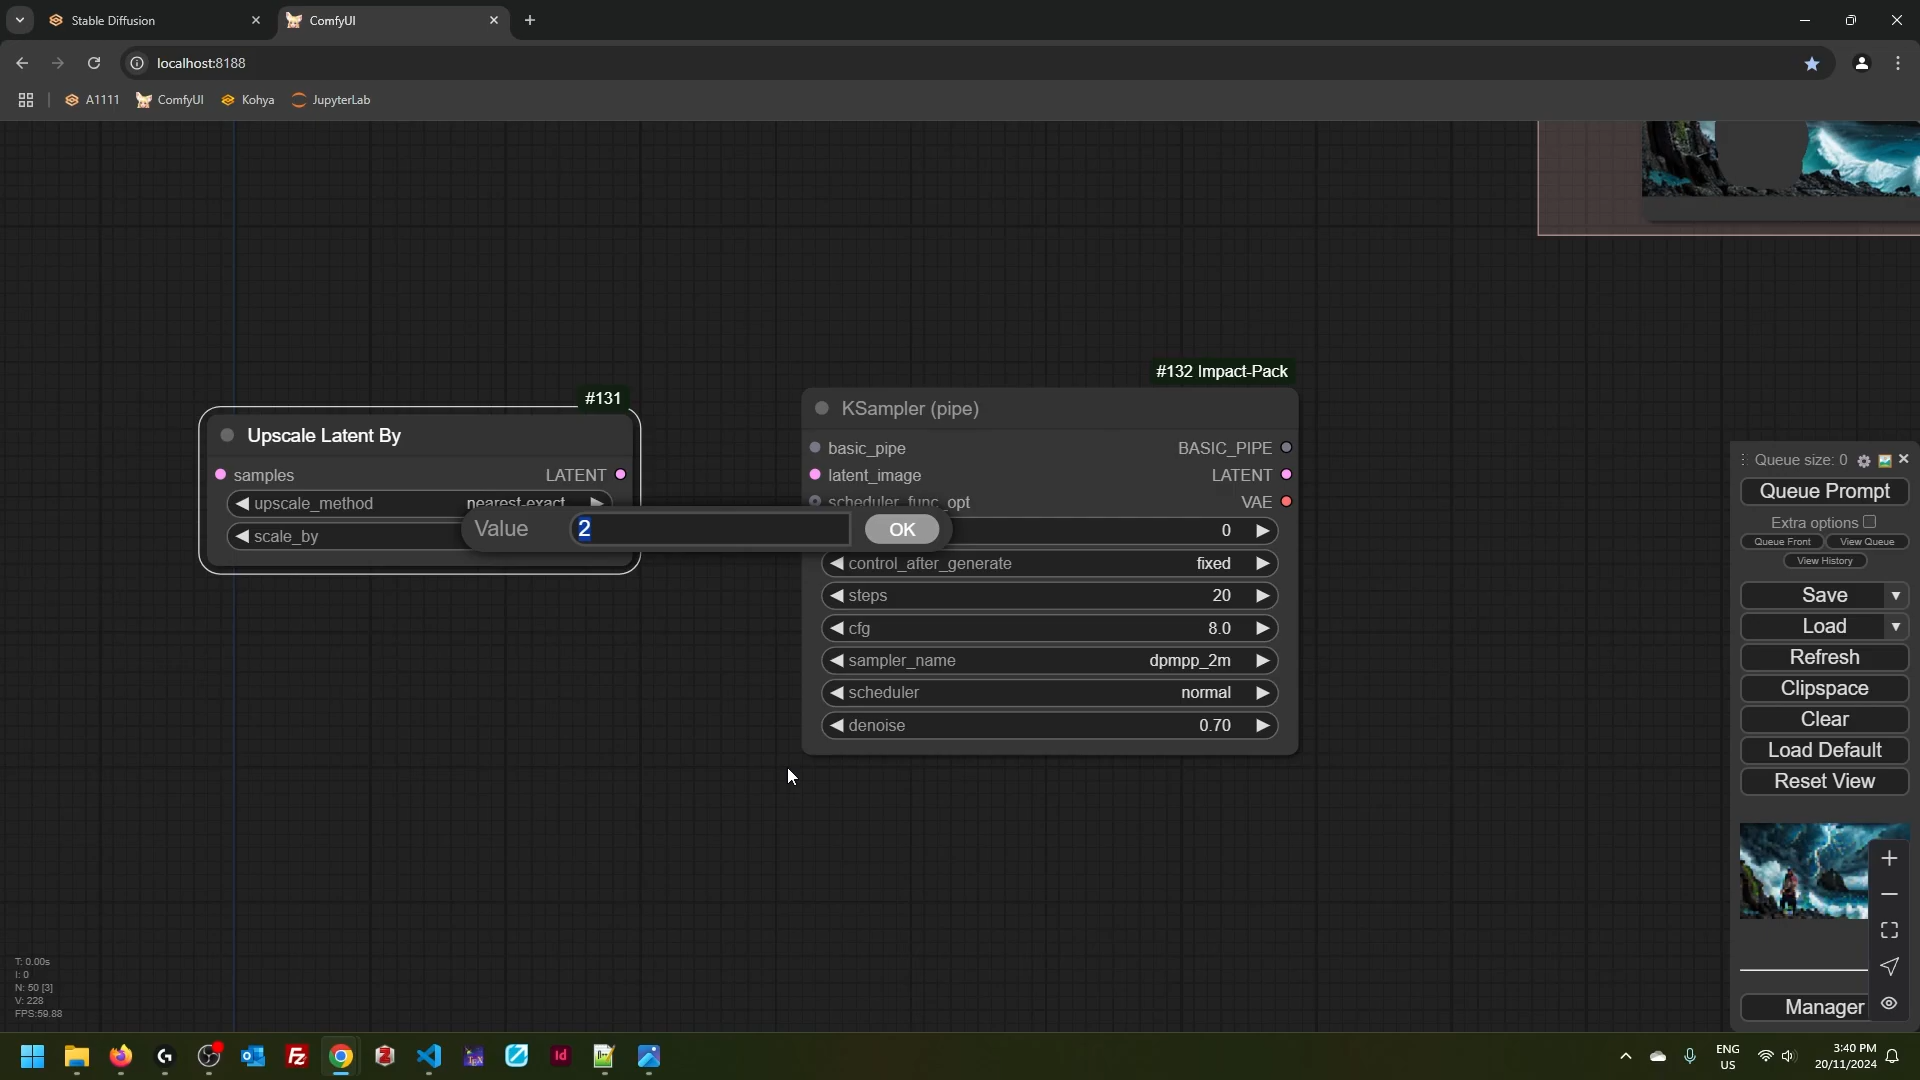 Stable Diffusion
ComfyUI
localhost:8188
A1111
ComfyUI
Kohya
JupyterLab
#131
Upscale Latent By
samples
LATENT
upscale_method
nearest-exact
scale_by
Value
2
OK
#132 Impact-Pack
KSampler (pipe)
basic_pipe
BASIC_PIPE
latent_image
LATENT
scheduler_func_opt
VAE
0
control_after_generate
fixed
steps
20
cfg
8.0
sampler_name
dpmpp_2m
scheduler
normal
denoise
0.70
Queue size: 0
Queue Prompt
Extra options
Queue Front
View Queue
View History
Save
Load
Refresh
Clipspace
Clear
Load Default
Reset View
Manager
T: 0.00s
I: 0
N: 50 [3]
V: 228
FPS:59.88
ENG
US
3:40 PM
20/11/2024